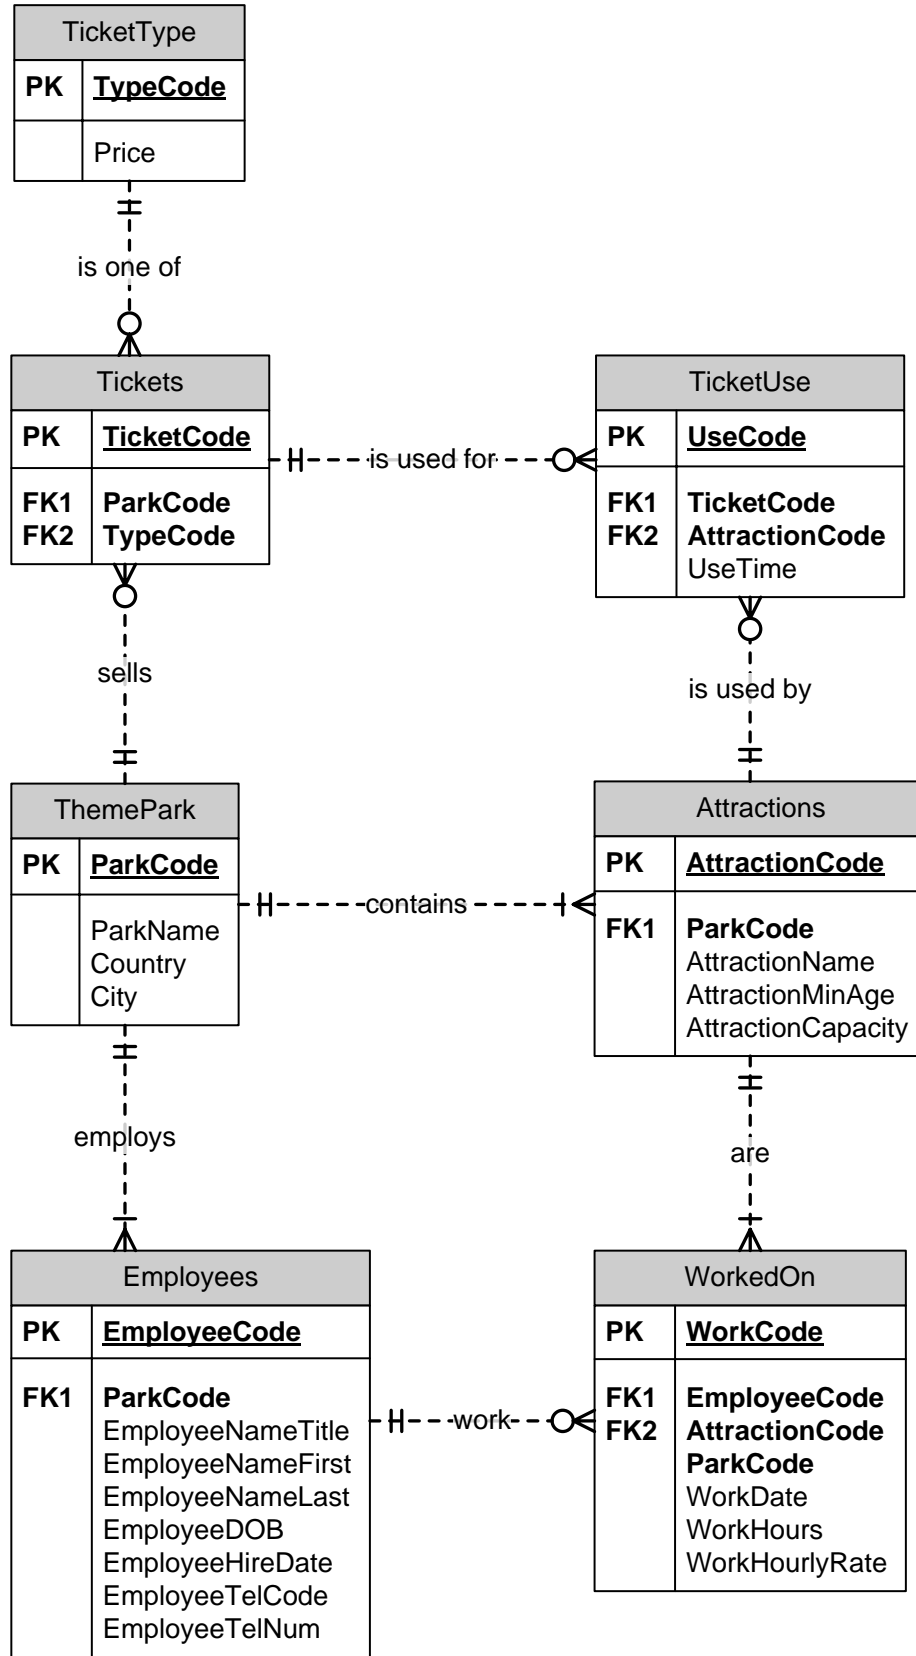 TicketType
PK TypeCode
Price
is one of
Tickets
PK TicketCode
FK1 ParkCode
FK2 TypeCode
is used for
TicketUse
PK UseCode
FK1 TicketCode
FK2 AttractionCode
UseTime
sells
is used by
ThemePark
PK ParkCode
ParkName
Country
City
contains
Attractions
PK AttractionCode
FK1 ParkCode
AttractionName
AttractionMinAge
AttractionCapacity
employs
are
Employees
PK EmployeeCode
FK1 ParkCode
EmployeeNameTitle
EmployeeNameFirst
EmployeeNameLast
EmployeeDOB
EmployeeHireDate
EmployeeTelCode
EmployeeTelNum
work
WorkedOn
PK WorkCode
FK1 EmployeeCode
FK2 AttractionCode
ParkCode
WorkDate
WorkHours
WorkHourlyRate